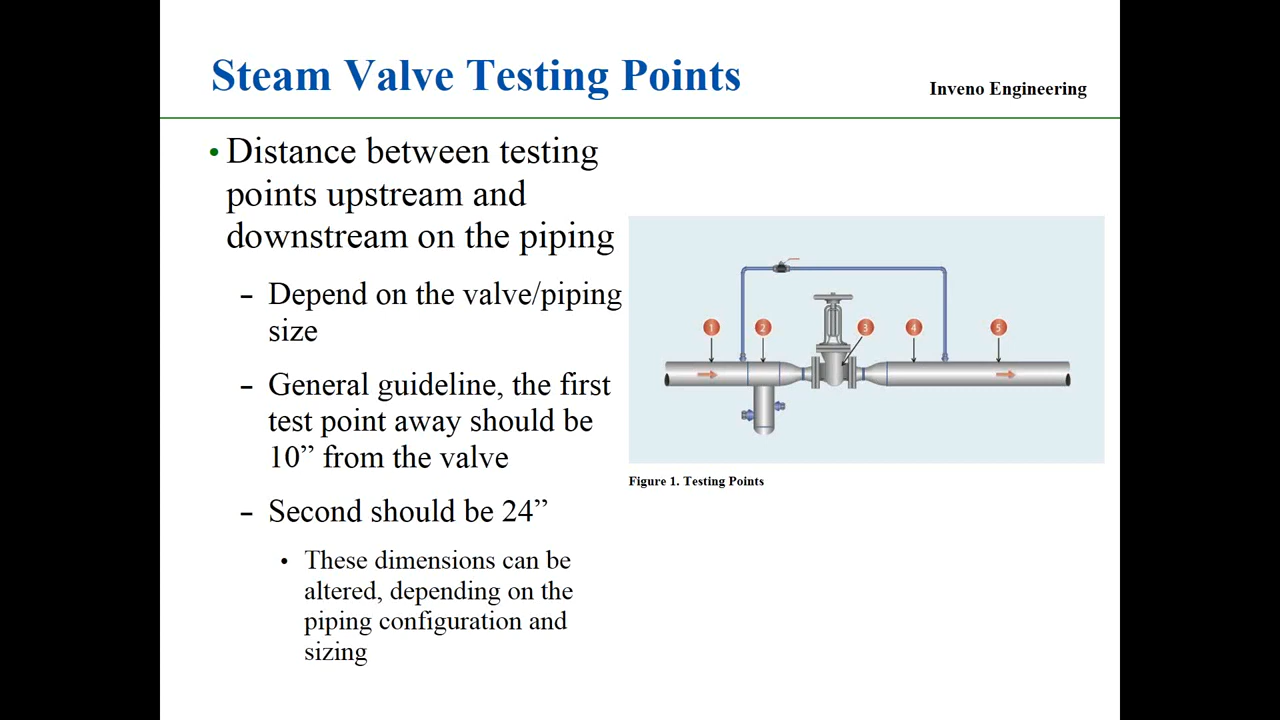 Steam Valve Testing Points
Inveno Engineering
• Distance between testing
points upstream and
downstream on the piping
– Depend on the valve/piping
size
– General guideline, the first
test point away should be
10” from the valve
– Second should be 24”
• These dimensions can be
altered, depending on the
piping configuration and
sizing
1
2
3
4
5
Figure 1. Testing Points